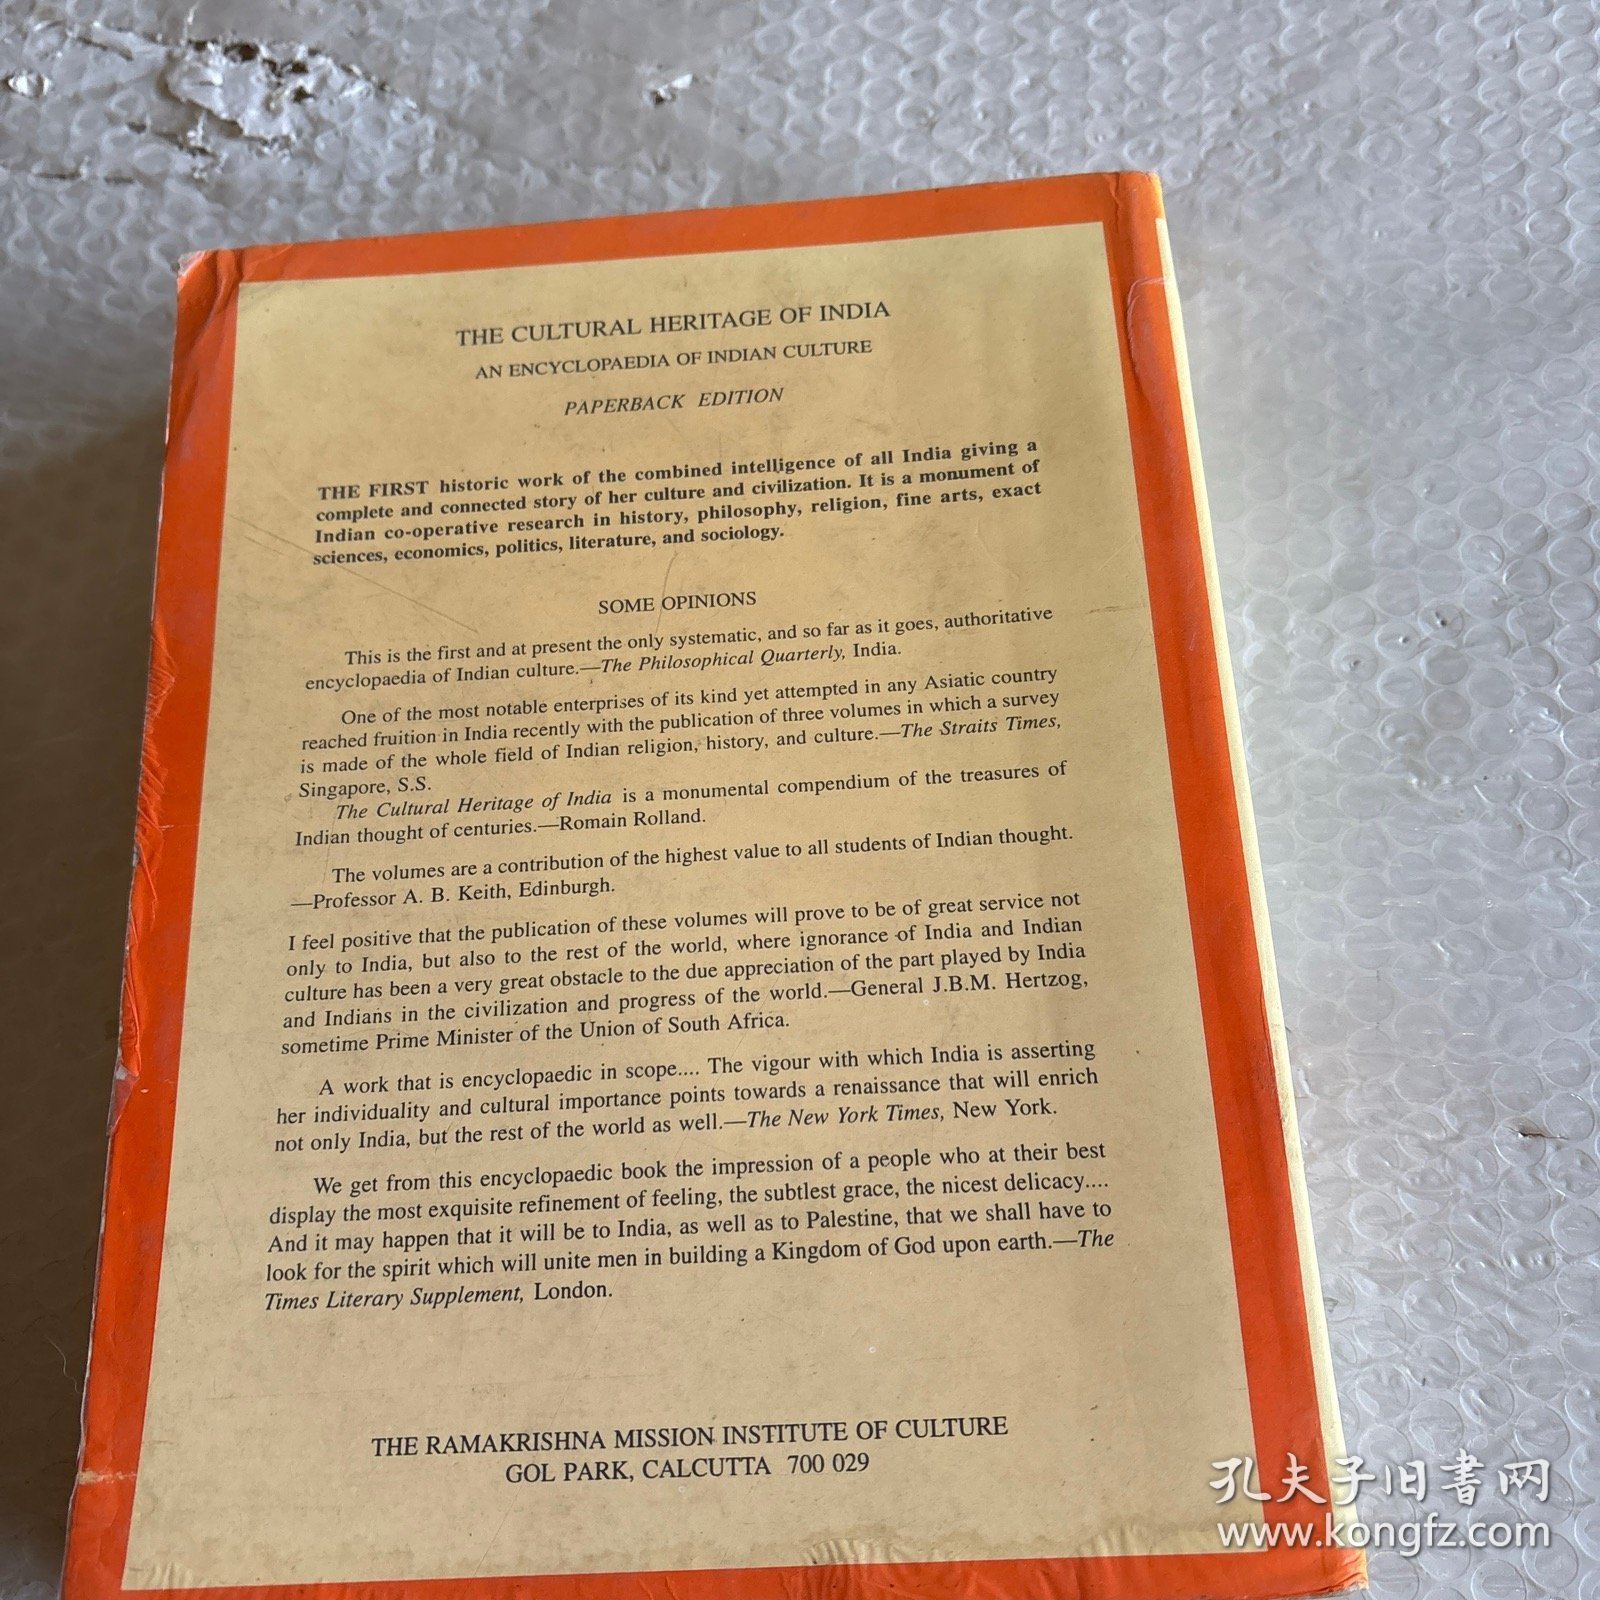 THE CULTURAL HERITAGE OF INDIA
AN ENCYCLOPAEDIA OF INDIAN CULTURE
PAPERBACK EDITION
THE FIRST historic work of the combined intelligence of all India giving a
complete and connected story of her culture and civilization. It is a monument of
Indian co-operative research in history, philosophy, religion, fine arts, exact
sciences, economics, politics, literature, and sociology.
SOME OPINIONS
This is the first and at present the only systematic, and so far as it goes, authoritative
encyclopaedia of Indian culture.—The Philosophical Quarterly, India.
One of the most notable enterprises of its kind yet attempted in any Asiatic country
reached fruition in India recently with the publication of three volumes in which a survey
is made of the whole field of Indian religion, history, and culture.—The Straits Times,
Singapore, S.S.
The Cultural Heritage of India is a monumental compendium of the treasures of
Indian thought of centuries.—Romain Rolland.
The volumes are a contribution of the highest value to all students of Indian thought.
—Professor A. B. Keith, Edinburgh.
I feel positive that the publication of these volumes will prove to be of great service not
only to India, but also to the rest of the world, where ignorance of India and Indian
culture has been a very great obstacle to the due appreciation of the part played by India
and Indians in the civilization and progress of the world.—General J.B.M. Hertzog,
sometime Prime Minister of the Union of South Africa.
A work that is encyclopaedic in scope.... The vigour with which India is asserting
her individuality and cultural importance points towards a renaissance that will enrich
not only India, but the rest of the world as well.—The New York Times, New York.
We get from this encyclopaedic book the impression of a people who at their best
display the most exquisite refinement of feeling, the subtlest grace, the nicest delicacy....
And it may happen that it will be to India, as well as to Palestine, that we shall have to
look for the spirit which will unite men in building a Kingdom of God upon earth.—The
Times Literary Supplement, London.
THE RAMAKRISHNA MISSION INSTITUTE OF CULTURE
GOL PARK, CALCUTTA 700 029
孔夫子旧书网
www.kongfz.com